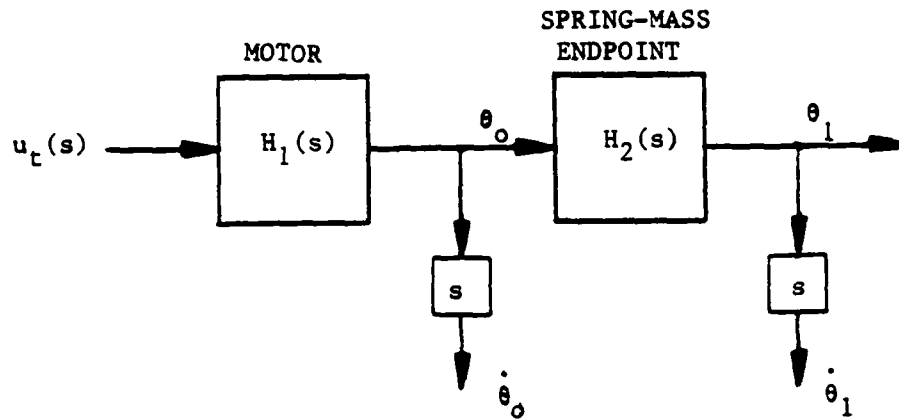 SPRING-MASS
MOTOR
ENDPOINT
u_t(s)
H_1(s)
θ_o
H_2(s)
θ_1
s
s
θ̇_o
θ̇_1